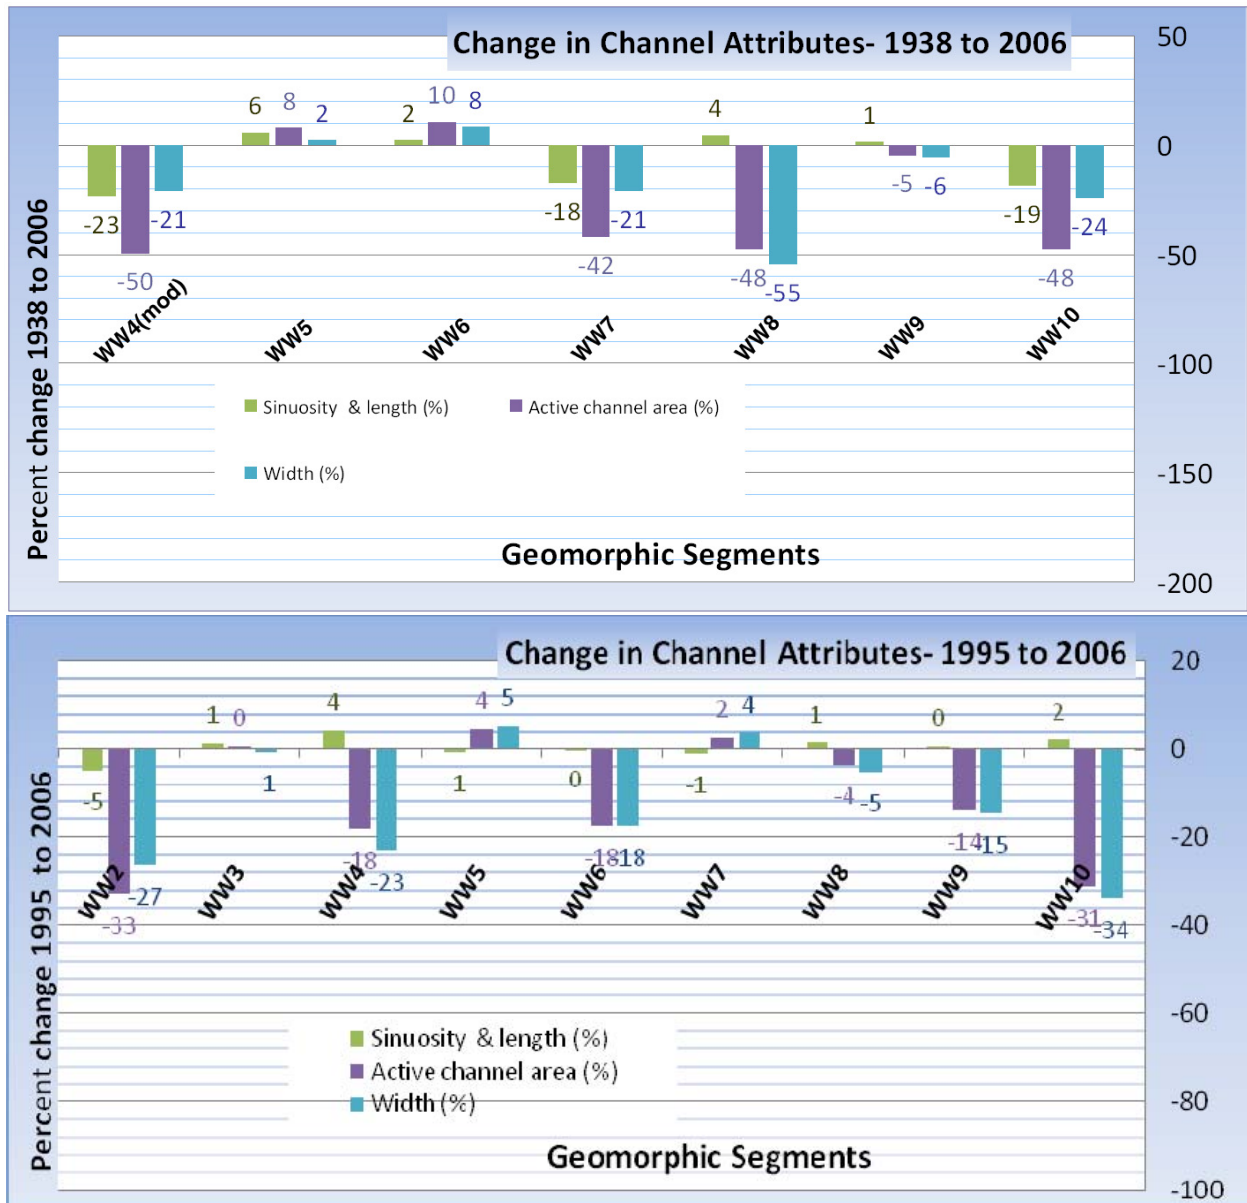 Change in Channel Attributes- 1938 to 2006
50
0
-50
-100
-150
-200
Percent change 1938 to 2006
6 8 2
2 10 8
4
1
-23 -50 -21
-18 -42 -21
-48 -55
-5 -6
-19 -48 -24
WW4(mod) WW5 WW6 WW7 WW8 WW9 WW10
Sinuosity & length (%) Active channel area (%)
Width (%)
Geomorphic Segments
Change in Channel Attributes- 1995 to 2006
20
0
-20
-40
-60
-80
-100
Percent change 1995 to 2006
-5 -33 -27
1 0 1
4 -18 -23
1 4 5
0 -18 -18
-1 2 4
1 -4 -5
0 -14 15
2 -31 -34
WW2 WW3 WW4 WW5 WW6 WW7 WW8 WW9 WW10
Sinuosity & length (%)
Active channel area (%)
Width (%)
Geomorphic Segments